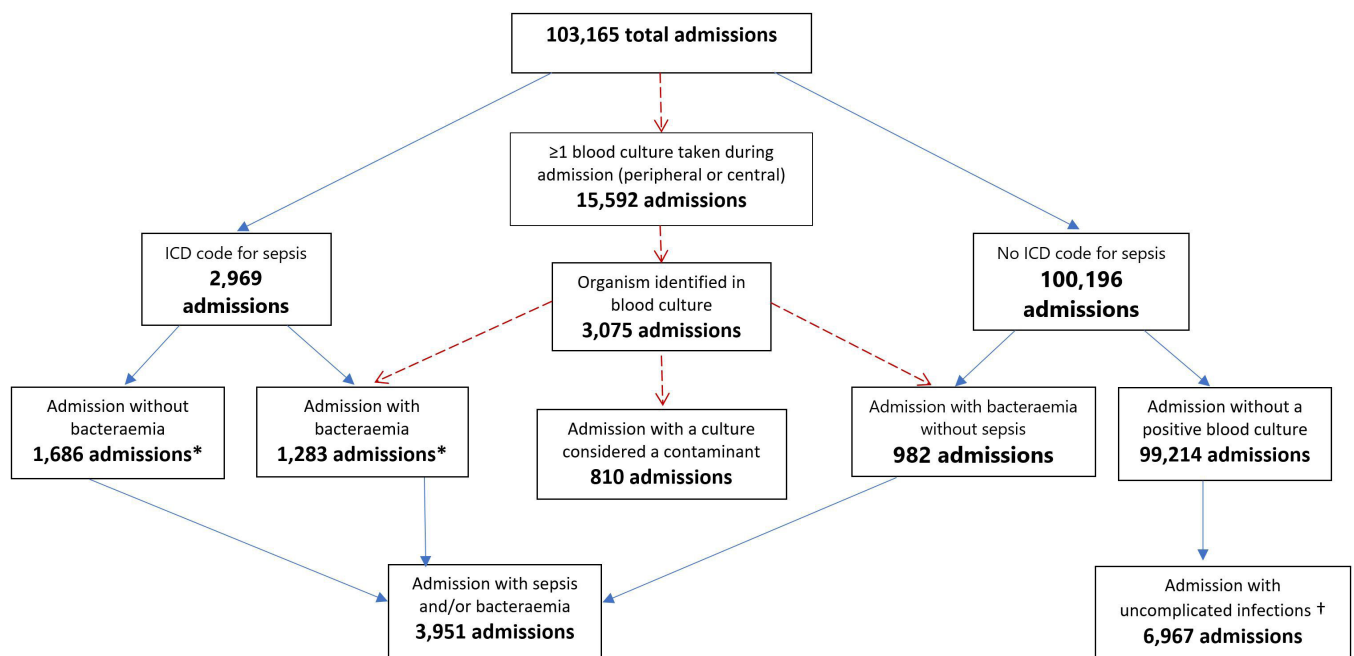 103,165 total admissions
≥1 blood culture taken during
admission (peripheral or central)
15,592 admissions
ICD code for sepsis
2,969
admissions
Organism identified in
blood culture
3,075 admissions
No ICD code for sepsis
100,196
admissions
Admission without
bacteraemia
1,686 admissions*
Admission with
bacteraemia
1,283 admissions*
Admission with a culture
considered a contaminant
810 admissions
Admission with bacteraemia
without sepsis
982 admissions
Admission without a
positive blood culture
99,214 admissions
Admission with sepsis
and/or bacteraemia
3,951 admissions
Admission with
uncomplicated infections †
6,967 admissions